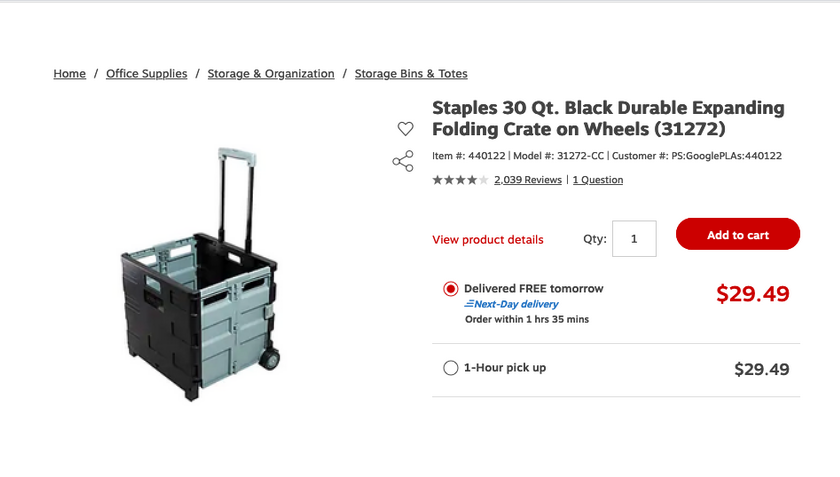 Home / Office Supplies / Storage & Organization / Storage Bins & Totes
Staples 30 Qt. Black Durable Expanding
Folding Crate on Wheels (31272)
Item #: 440122 | Model #: 31272-CC | Customer #: PS:GooglePLAs:440122
2,039 Reviews | 1 Question
View product details
Qty: 1
Add to cart
Delivered FREE tomorrow
$29.49
Next-Day delivery
Order within 1 hrs 35 mins
1-Hour pick up
$29.49